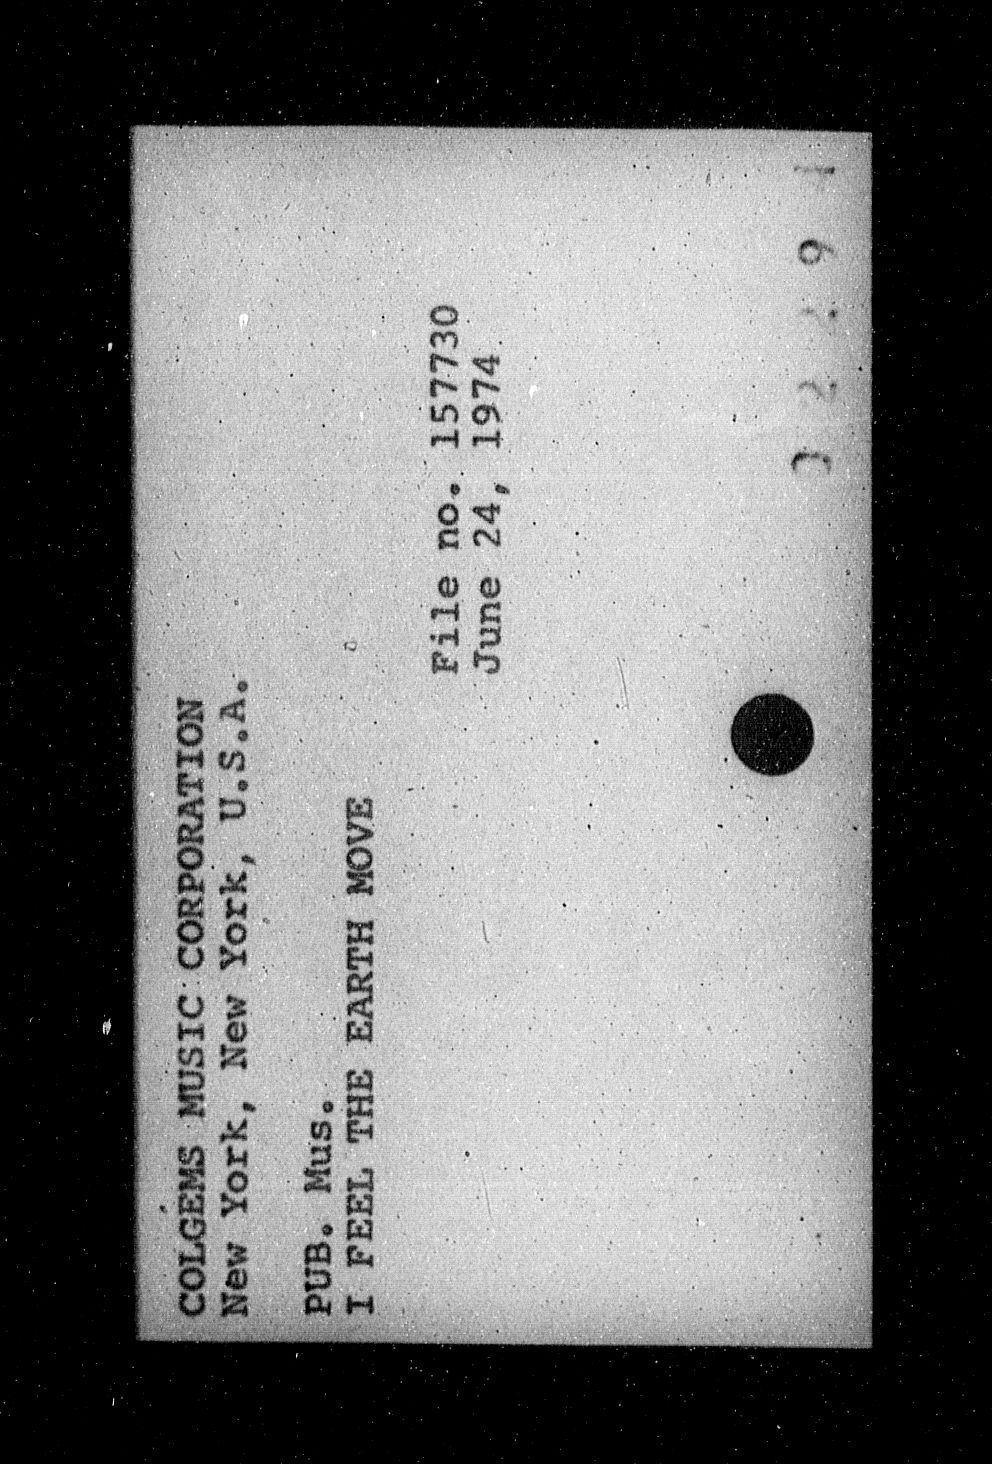 COLGEMS MUSIC CORPORATION
New York, New York, U.S.A.
PUB. Mus.
I FEEL THE EARTH MOVE
File no. 157730
June 24, 1974